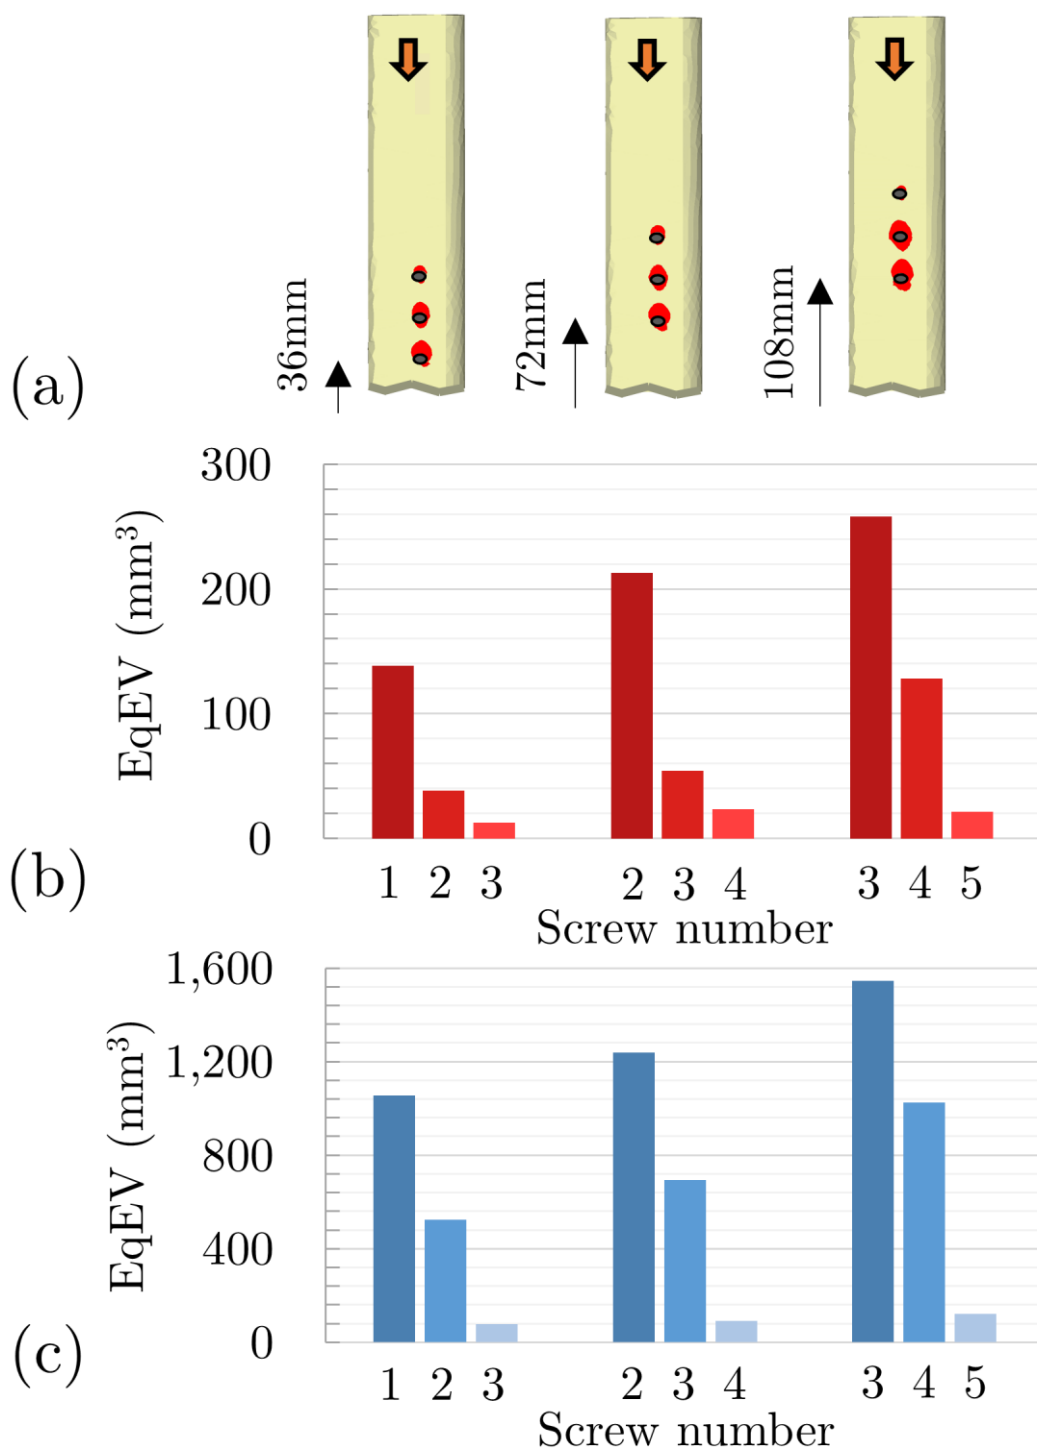 36mm
72mm
108mm
(a)
300
200
100
0
EqEV (mm³)
1 2 3 2 3 4 3 4 5
Screw number
(b)
1,600
1,200
800
400
0
EqEV (mm³)
1 2 3 2 3 4 3 4 5
Screw number
(c)